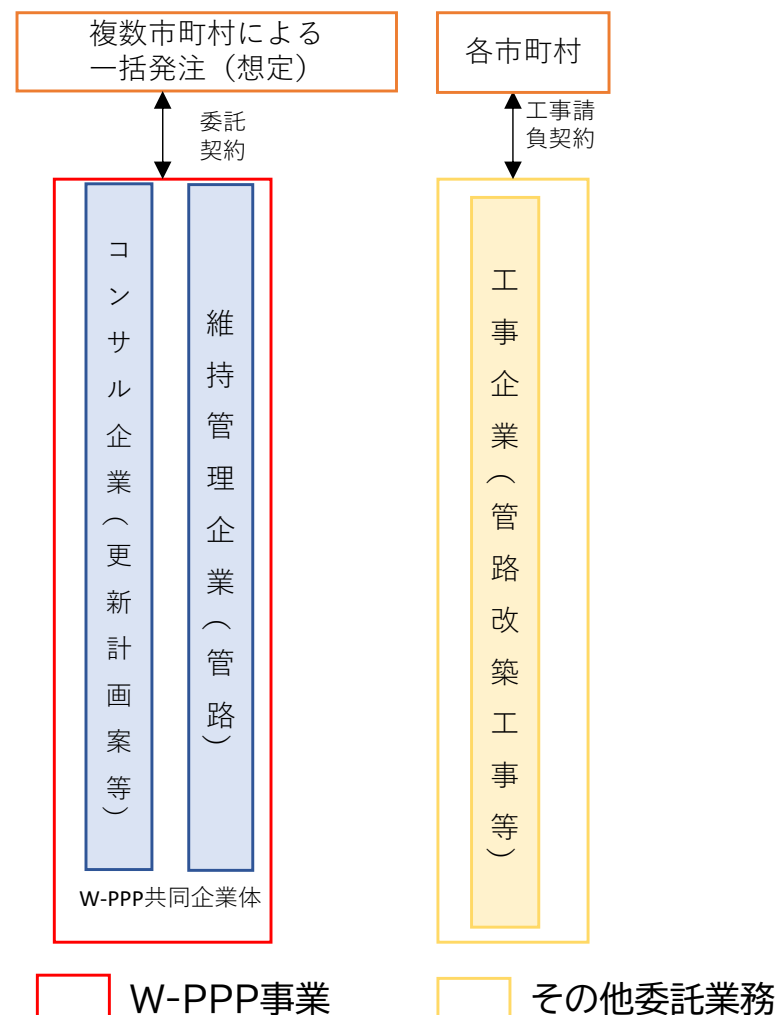 複数市町村による
一括発注（想定）
各市町村
委託
契約
工事請
負契約
コンサル企業（更新計画案等）
維持管理企業（管路）
工事企業（管路改築工事等）
W-PPP共同企業体
W-PPP事業
その他委託業務